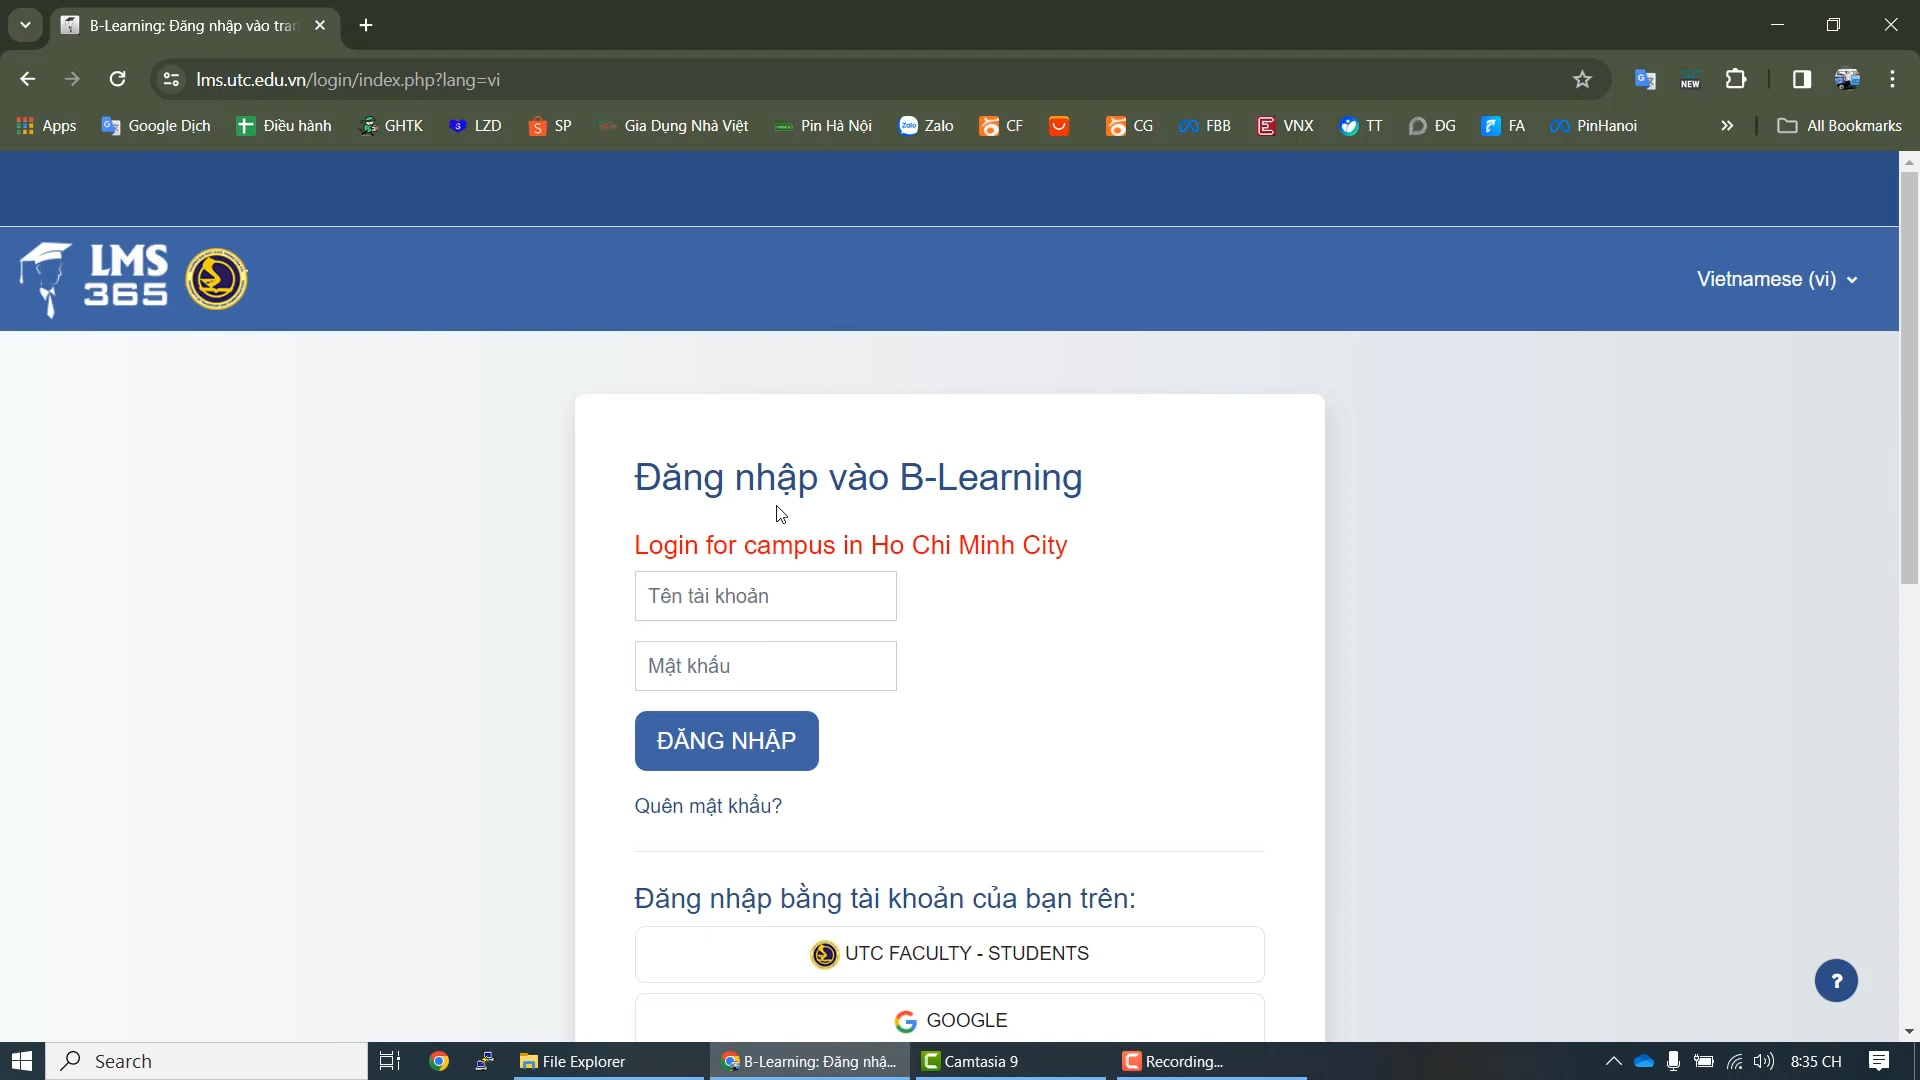 B-Learning: Đăng nhập vào tran
lms.utc.edu.vn/login/index.php?lang=vi
NEW
Apps Google Dịch Điều hành GHTK LZD SP Gia Dụng Nhà Việt Pin Hà Nội Zalo CF CG FBB VNX TT ĐG FA PinHanoi » All Bookmarks
LMS
365
Vietnamese (vi)
Đăng nhập vào B-Learning
Login for campus in Ho Chi Minh City
Tên tài khoản
Mật khẩu
ĐĂNG NHẬP
Quên mật khẩu?
Đăng nhập bằng tài khoản của bạn trên:
UTC FACULTY - STUDENTS
GOOGLE
?
Search File Explorer B-Learning: Đăng nhậ... Camtasia 9 Recording... 8:35 CH